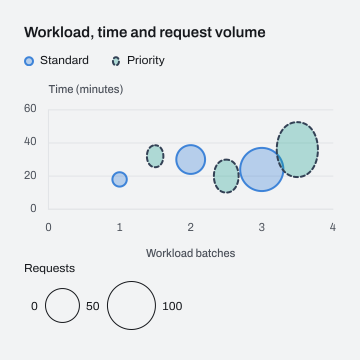 Workload, time and request volume
Standard Priority
Time (minutes)
60
40
20
0
0 1 2 3 4
Workload batches
Requests
0 50 100